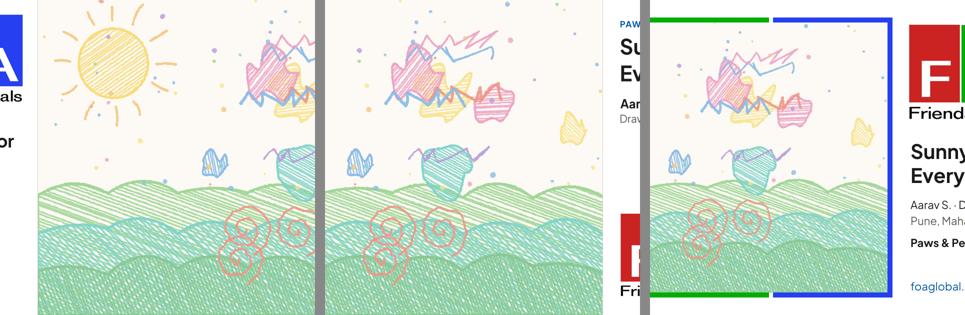 A
als
or
PAW
Su
Ev
Aar
Draw
Fri
F
Friend
Sunny
Every
Aarav S. · D
Pune, Maha
Paws & Pe
foaglobal.